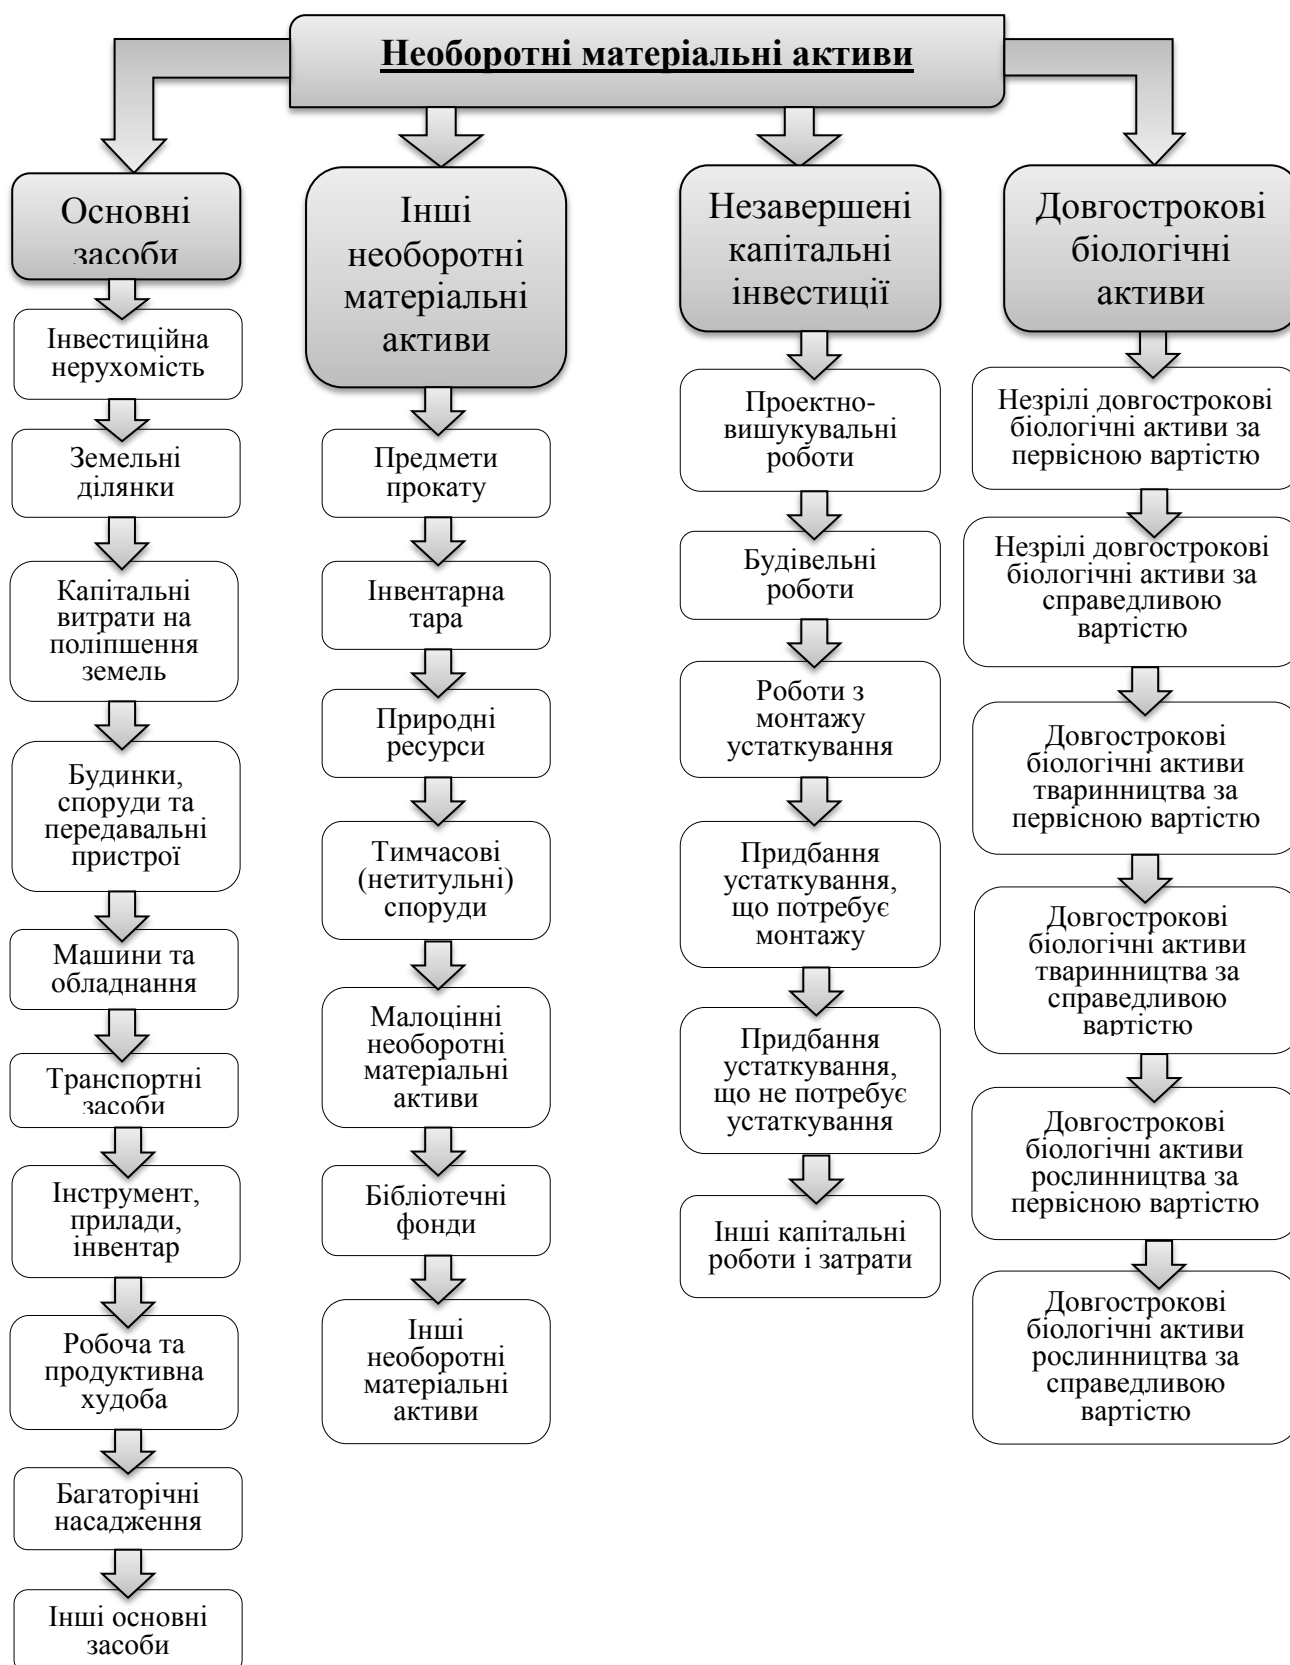 Необоротні матеріальні активи
Основні
засоби
Інвестиційна
нерухомість
Земельні
ділянки
Капітальні
витрати на
поліпшення
земель
Будинки,
споруди та
передавальні
пристрої
Машини та
обладнання
Транспортні
засоби
Інструмент,
прилади,
інвентар
Робоча та
продуктивна
худоба
Багаторічні
насадження
Інші основні
засоби
Інші
необоротні
матеріальні
активи
Предмети
прокату
Інвентарна
тара
Природні
ресурси
Тимчасові
(нетитульні)
споруди
Малоцінні
необоротні
матеріальні
активи
Бібліотечні
фонди
Інші
необоротні
матеріальні
активи
Незавершені
капітальні
інвестиції
Проектно-
вишукувальні
роботи
Будівельні
роботи
Роботи з
монтажу
устаткування
Придбання
устаткування,
що потребує
монтажу
Придбання
устаткування,
що не потребує
устаткування
Інші капітальні
роботи і затрати
Довгострокові
біологічні
активи
Незрілі довгострокові
біологічні активи за
первісною вартістю
Незрілі довгострокові
біологічні активи за
справедливою
вартістю
Довгострокові
біологічні активи
тваринництва за
первісною вартістю
Довгострокові
біологічні активи
тваринництва за
справедливою
вартістю
Довгострокові
біологічні активи
рослинництва за
первісною вартістю
Довгострокові
біологічні активи
рослинництва за
справедливою
вартістю